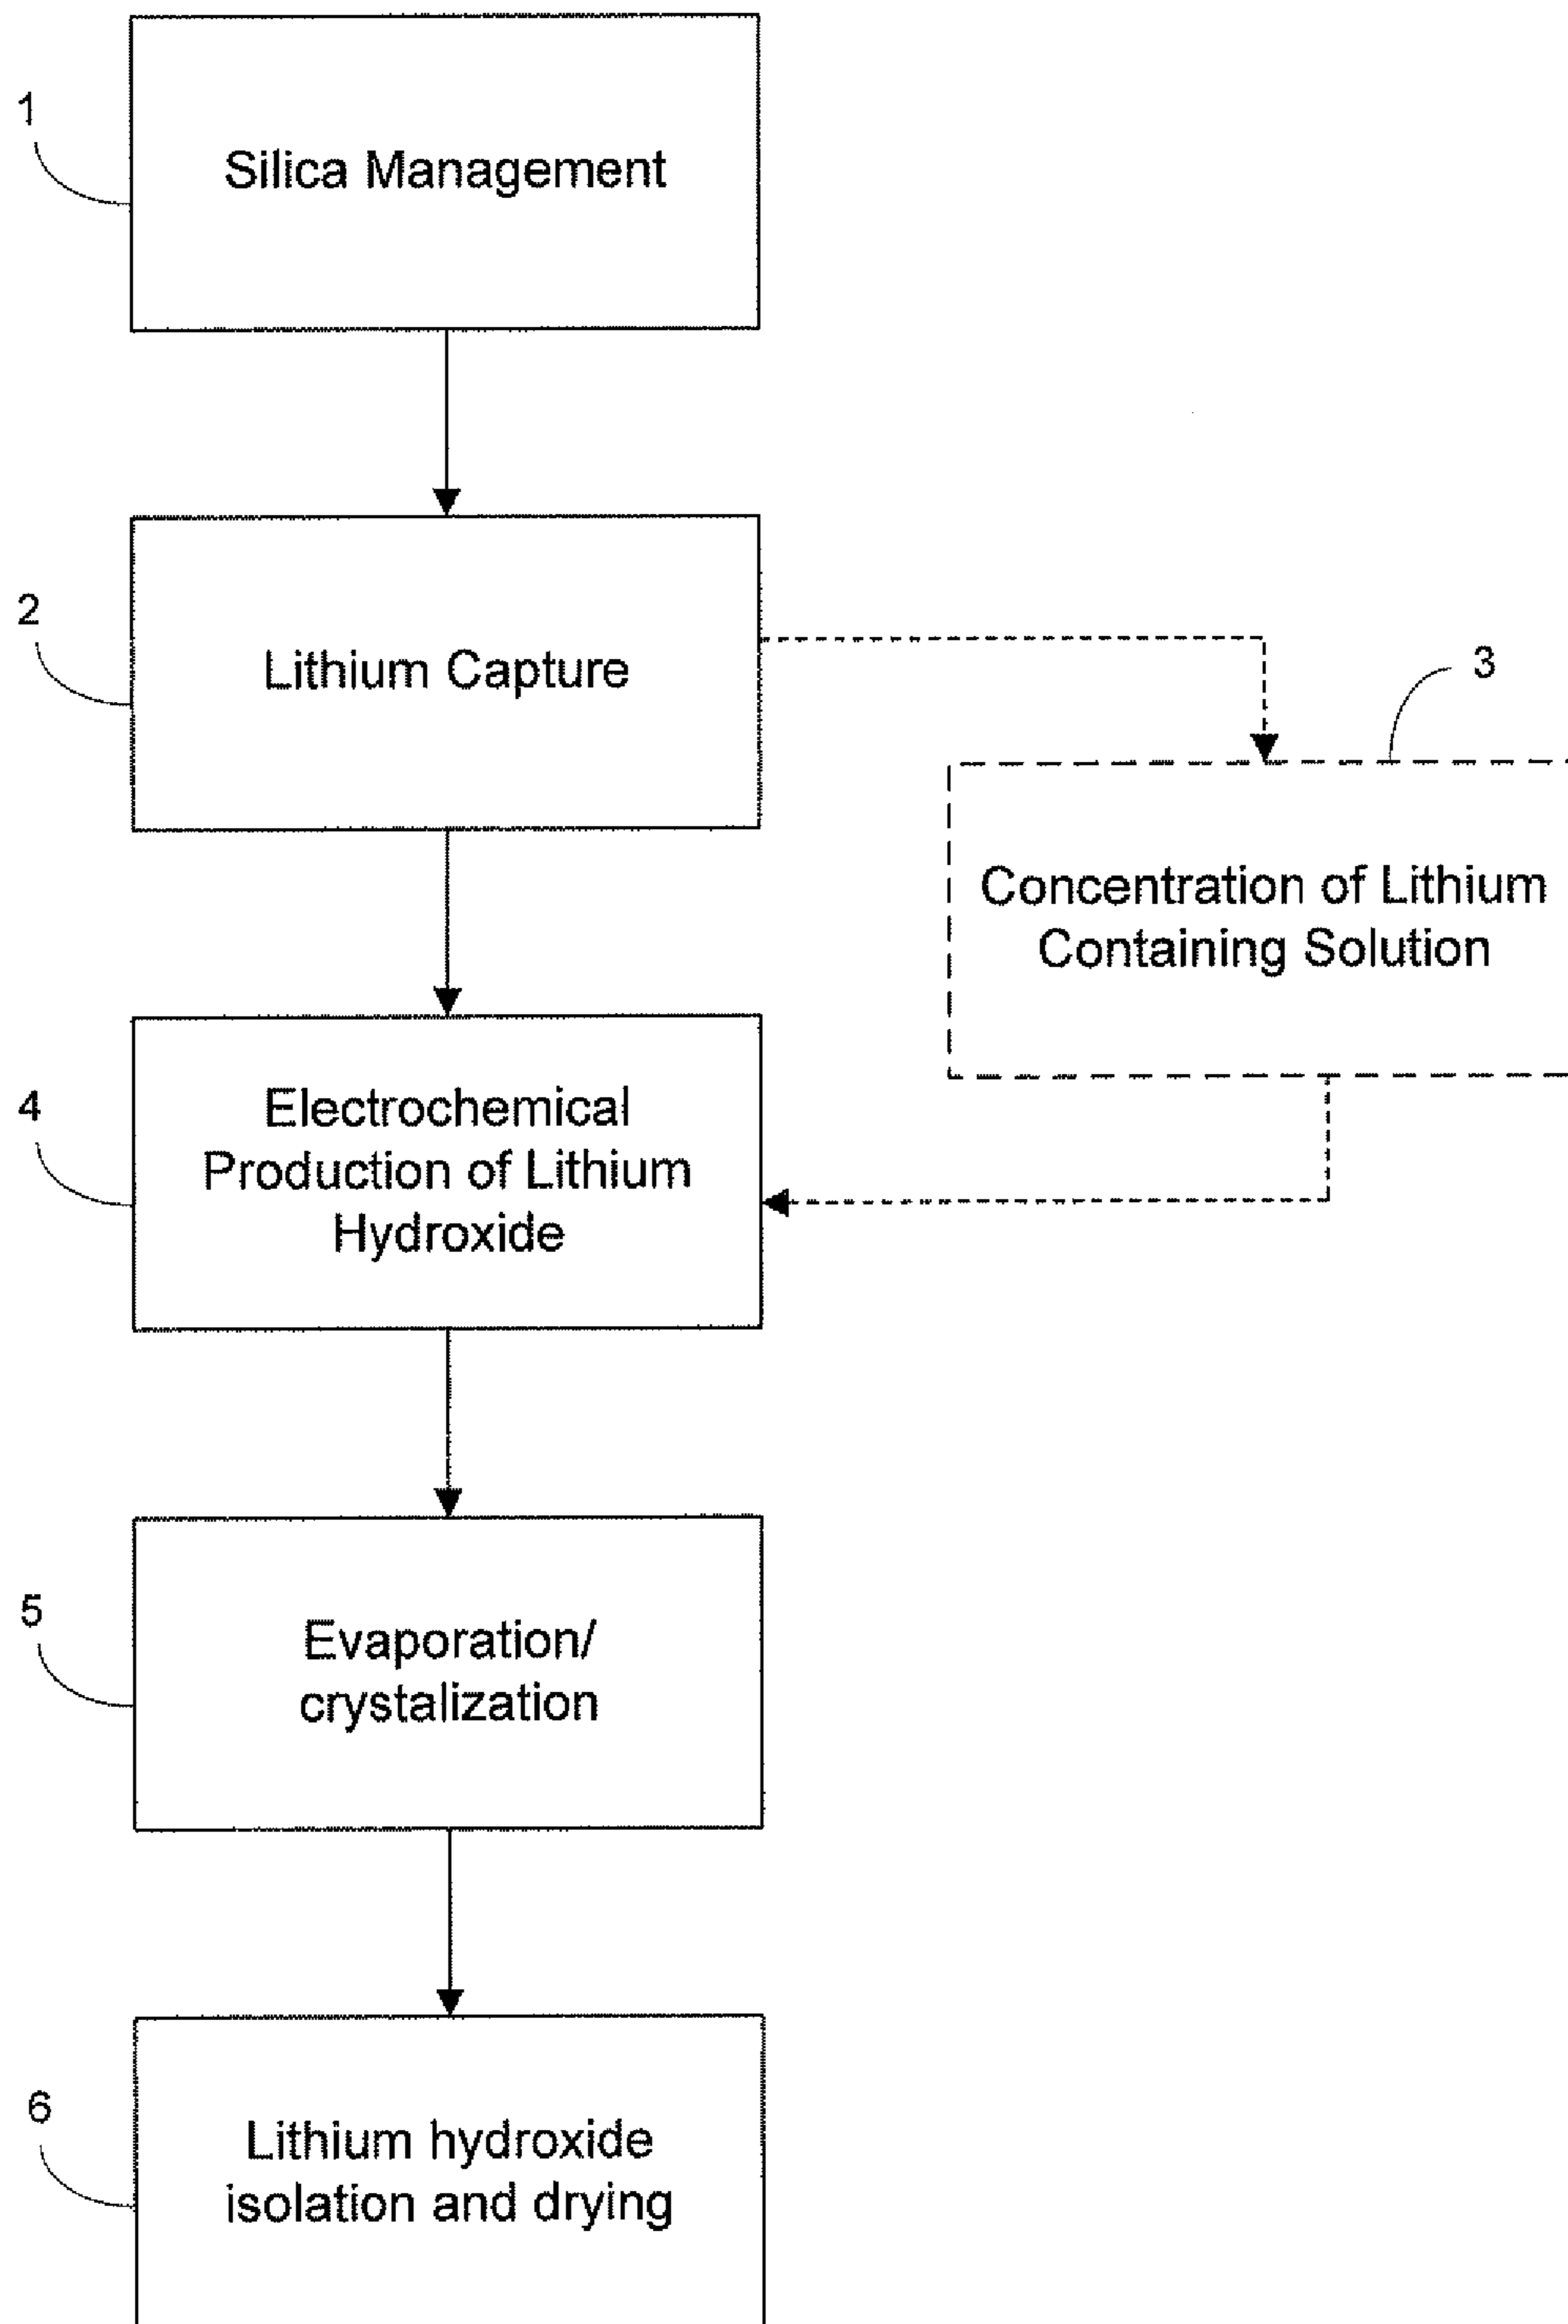 1
Silica Management
2
Lithium Capture
3
Concentration of Lithium
Containing Solution
4
Electrochemical
Production of Lithium
Hydroxide
5
Evaporation/
crystalization
6
Lithium hydroxide
isolation and drying